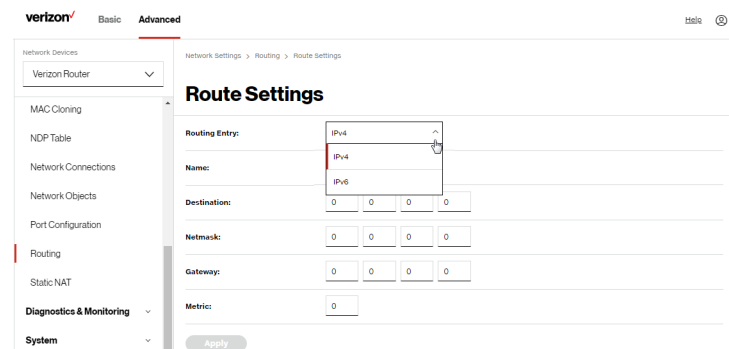 verizon✓ Basic Advanced Help
Network Devices
Verizon Router
MAC Cloning
NDP Table
Network Connections
Network Objects
Port Configuration
Routing
Static NAT
Diagnostics & Monitoring
System
Network Settings > Routing > Route Settings
Route Settings
Routing Entry: IPv4
IPv4
Name:
IPv6
Destination: 0 0 0 0
Netmask: 0 0 0 0
Gateway: 0 0 0 0
Metric: 0
Apply